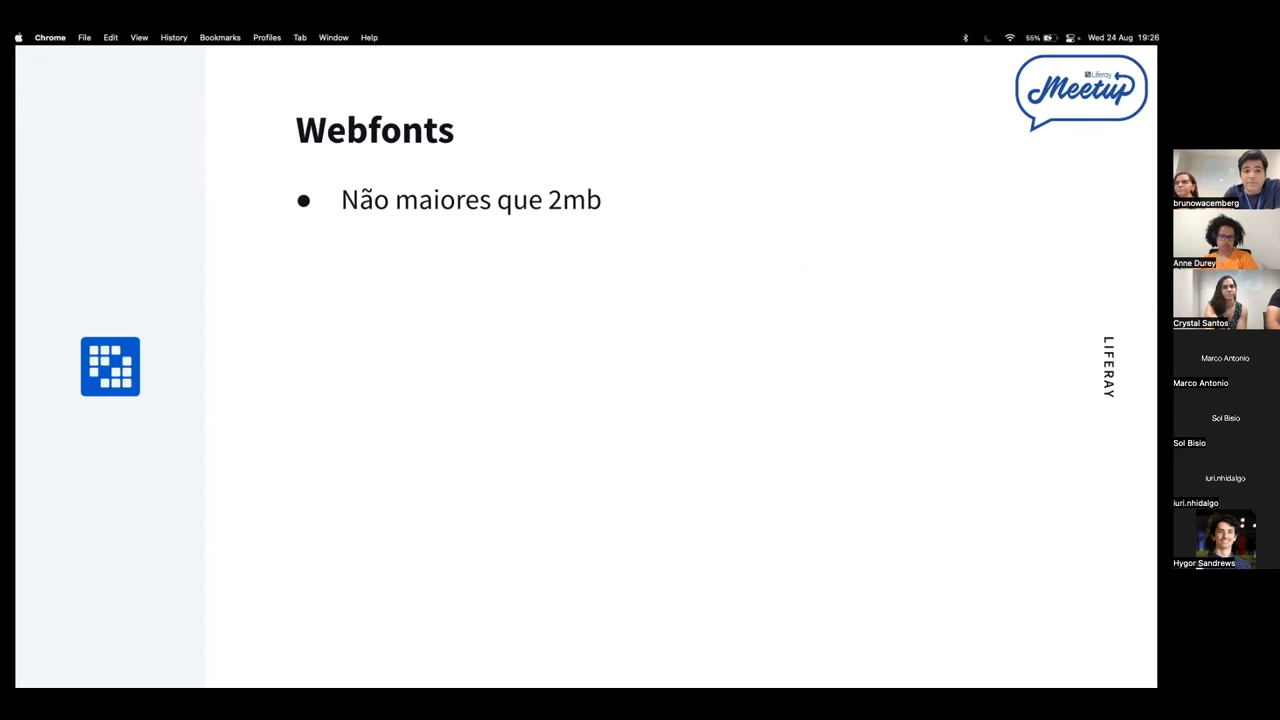 Chrome File Edit View History Bookmarks Profiles Tab Window Help 55% Wed 24 Aug 19:26
Liferay
Meetup
Webfonts
● Não maiores que 2mb
LIFERAY
brunowacemberg
Anne Durey
Crystal Santos
Marco Antonio
Marco Antonio
Sol Bisio
Sol Bisio
iuri.nhidalgo
iuri.nhidalgo
Hygor Sandrews